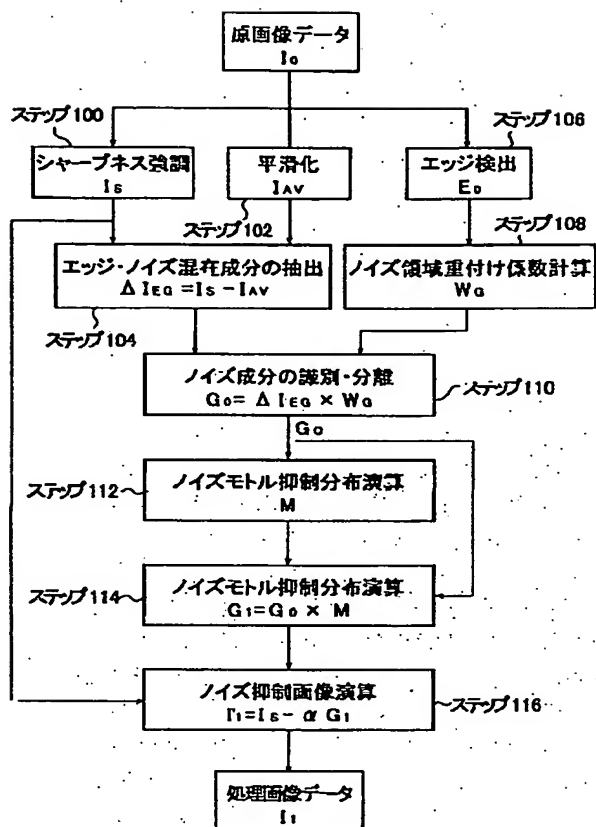 原画像データ
I0
ステップ100
ステップ106
シャープネス強調
IS
平滑化
IAV
エッジ検出
E0
ステップ102
ステップ108
エッジ・ノイズ混在成分の抽出
Δ IEG =IS－IAV
ノイズ領域重付け係数計算
WG
ステップ104
ノイズ成分の識別・分離
G0= Δ IEG × WG
ステップ110
G0
ステップ112
ノイズモトル抑制分布演算
M
ステップ114
ノイズモトル抑制分布演算
G1=G0 × M
ノイズ抑制画像演算
I'1=IS－ α G1
ステップ116
処理画像データ
I1